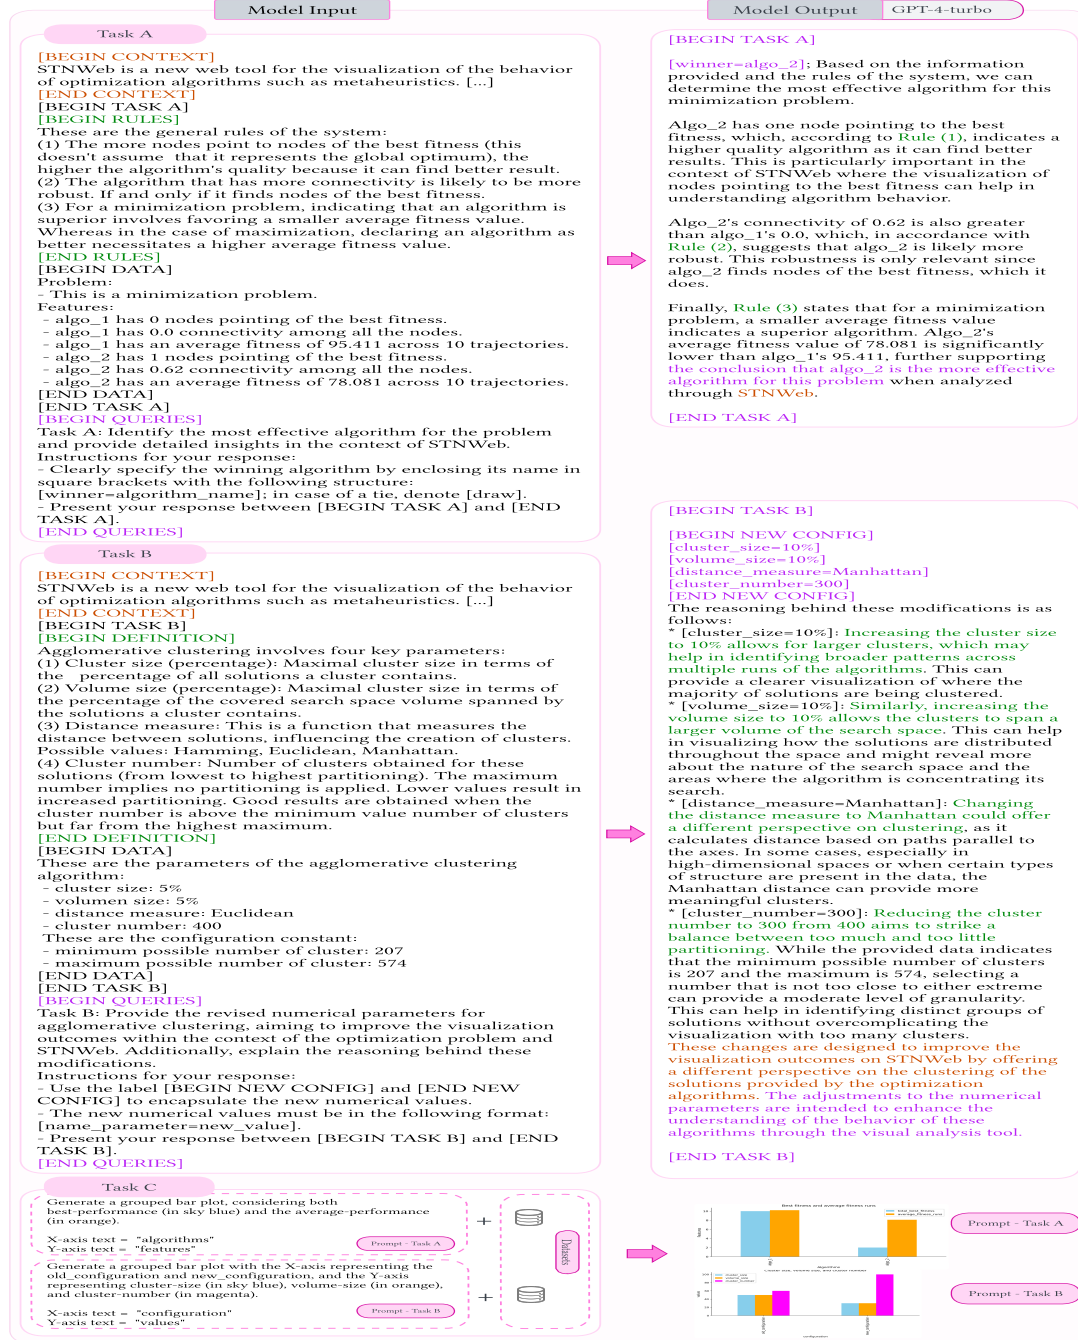 Model Input
Task A
[BEGIN CONTEXT]
STNWeb is a new web tool for the visualization of the behavior
of optimization algorithms such as metaheuristics. [...]
[END CONTEXT]
[BEGIN TASK A]
[BEGIN RULES]
These are the general rules of the system:
(1) The more nodes point to nodes of the best fitness (this
doesn't assume that it represents the global optimum), the
higher the algorithm's quality because it can find better result.
(2) The algorithm that has more connectivity is likely to be more
robust. If and only if it finds nodes of the best fitness.
(3) For a minimization problem, indicating that an algorithm is
superior involves favoring a smaller average fitness value.
Whereas in the case of maximization, declaring an algorithm as
better necessitates a higher average fitness value.
[END RULES]
[BEGIN DATA]
Problem:
- This is a minimization problem.
Features:
- algo_1 has 0 nodes pointing of the best fitness.
- algo_1 has 0.0 connectivity among all the nodes.
- algo_1 has an average fitness of 95.411 across 10 trajectories.
- algo_2 has 1 nodes pointing of the best fitness.
- algo_2 has 0.62 connectivity among all the nodes.
- algo_2 has an average fitness of 78.081 across 10 trajectories.
[END DATA]
[END TASK A]
[BEGIN QUERIES]
Task A: Identify the most effective algorithm for the problem
and provide detailed insights in the context of STNWeb.
Instructions for your response:
- Clearly specify the winning algorithm by enclosing its name in
square brackets with the following structure:
[winner=algorithm_name]; in case of a tie, denote [draw].
- Present your response between [BEGIN TASK A] and [END
TASK A].
[END QUERIES]
Task B
[BEGIN CONTEXT]
STNWeb is a new web tool for the visualization of the behavior
of optimization algorithms such as metaheuristics. [...]
[END CONTEXT]
[BEGIN TASK B]
[BEGIN DEFINITION]
Agglomerative clustering involves four key parameters:
(1) Cluster size (percentage): Maximal cluster size in terms of
the percentage of all solutions a cluster contains.
(2) Volume size (percentage): Maximal cluster size in terms of
the percentage of the covered search space volume spanned by
the solutions a cluster contains.
(3) Distance measure: This is a function that measures the
distance between solutions, influencing the creation of clusters.
Possible values: Hamming, Euclidean, Manhattan.
(4) Cluster number: Number of clusters obtained for these
solutions (from lowest to highest partitioning). The maximum
number implies no partitioning is applied. Lower values result in
increased partitioning. Good results are obtained when the
cluster number is above the minimum value number of clusters
but far from the highest maximum.
[END DEFINITION]
[BEGIN DATA]
These are the parameters of the agglomerative clustering
algorithm:
- cluster size: 5%
- volumen size: 5%
- distance measure: Euclidean
- cluster number: 400
These are the configuration constant:
- minimum possible number of cluster: 207
- maximum possible number of cluster: 574
[END DATA]
[END TASK B]
[BEGIN QUERIES]
Task B: Provide the revised numerical parameters for
agglomerative clustering, aiming to improve the visualization
outcomes within the context of the optimization problem and
STNWeb. Additionally, explain the reasoning behind these
modifications.
Instructions for your response:
- Use the label [BEGIN NEW CONFIG] and [END NEW
CONFIG] to encapsulate the new numerical values.
- The new numerical values must be in the following format:
[name_parameter=new_value].
- Present your response between [BEGIN TASK B] and [END
TASK B].
[END QUERIES]
Task C
Generate a grouped bar plot, considering both
best-performance (in sky blue) and the average-performance
(in orange).
X-axis text = "algorithms"
Y-axis text = "features"
Prompt - Task A
Generate a grouped bar plot with the X-axis representing the
old_configuration and new_configuration, and the Y-axis
representing cluster-size (in sky blue), volume-size (in orange),
and cluster-number (in magenta).
X-axis text = "configuration"
Y-axis text = "values"
Prompt - Task B
+
+
Datasets
Model Output
GPT-4-turbo
[BEGIN TASK A]
[winner=algo_2]; Based on the information
provided and the rules of the system, we can
determine the most effective algorithm for this
minimization problem.
Algo_2 has one node pointing to the best
fitness, which, according to Rule (1), indicates a
higher quality algorithm as it can find better
results. This is particularly important in the
context of STNWeb where the visualization of
nodes pointing to the best fitness can help in
understanding algorithm behavior.
Algo_2's connectivity of 0.62 is also greater
than algo_1's 0.0, which, in accordance with
Rule (2), suggests that algo_2 is likely more
robust. This robustness is only relevant since
algo_2 finds nodes of the best fitness, which it
does.
Finally, Rule (3) states that for a minimization
problem, a smaller average fitness value
indicates a superior algorithm. Algo_2's
average fitness value of 78.081 is significantly
lower than algo_1's 95.411, further supporting
the conclusion that algo_2 is the more effective
algorithm for this problem when analyzed
through STNWeb.
[END TASK A]
[BEGIN TASK B]
[BEGIN NEW CONFIG]
[cluster_size=10%]
[volume_size=10%]
[distance_measure=Manhattan]
[cluster_number=300]
[END NEW CONFIG]
The reasoning behind these modifications is as
follows:
* [cluster_size=10%]: Increasing the cluster size
to 10% allows for larger clusters, which may
help in identifying broader patterns across
multiple runs of the algorithms. This can
provide a clearer visualization of where the
majority of solutions are being clustered.
* [volume_size=10%]: Similarly, increasing the
volume size to 10% allows the clusters to span a
larger volume of the search space. This can help
in visualizing how the solutions are distributed
throughout the space and might reveal more
about the nature of the search space and the
areas where the algorithm is concentrating its
search.
* [distance_measure=Manhattan]: Changing
the distance measure to Manhattan could offer
a different perspective on clustering, as it
calculates distance based on paths parallel to
the axes. In some cases, especially in
high-dimensional spaces or when certain types
of structure are present in the data, the
Manhattan distance can provide more
meaningful clusters.
* [cluster_number=300]: Reducing the cluster
number to 300 from 400 aims to strike a
balance between too much and too little
partitioning. While the provided data indicates
that the minimum possible number of clusters
is 207 and the maximum is 574, selecting a
number that is not too close to either extreme
can provide a moderate level of granularity.
This can help in identifying distinct groups of
solutions without overcomplicating the
visualization with too many clusters.
These changes are designed to improve the
visualization outcomes on STNWeb by offering
a different perspective on the clustering of the
solutions provided by the optimization
algorithms. The adjustments to the numerical
parameters are intended to enhance the
understanding of the behavior of these
algorithms through the visual analysis tool.
[END TASK B]
Best fitness and average fitness runs
average_fitness_runs
algorithms
configuration
Prompt - Task A
Prompt - Task B